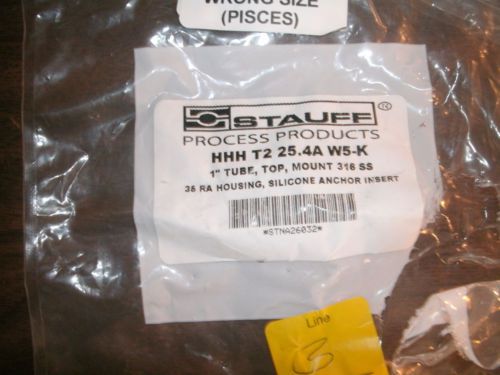 WRONG SIZE
(PISCES)
STAUFF®
PROCESS PRODUCTS
HHH T2 25.4A W5-K
1" TUBE, TOP, MOUNT 316 SS
35 RA HOUSING, SILICONE ANCHOR INSERT
*STNA26032*
Line
3